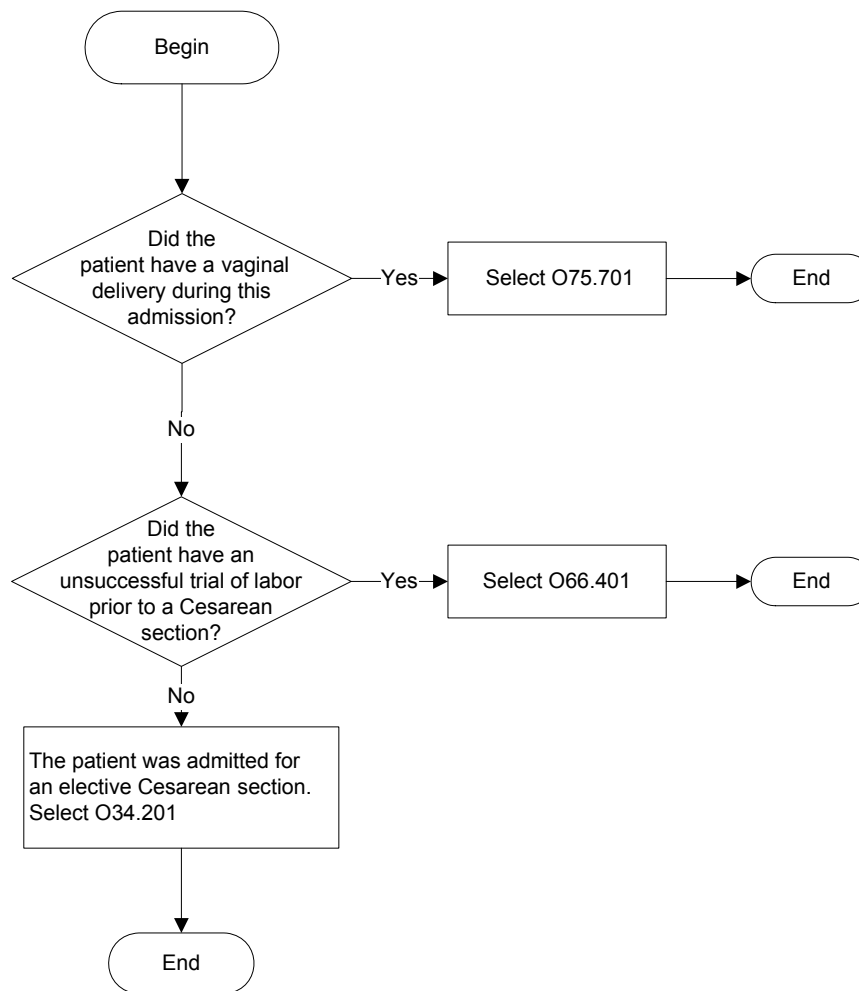 Begin
Did the
patient have a vaginal
delivery during this
admission?
Yes
Select O75.701
End
No
Did the
patient have an
unsuccessful trial of labor
prior to a Cesarean
section?
Yes
Select O66.401
End
No
The patient was admitted for
an elective Cesarean section.
Select O34.201
End